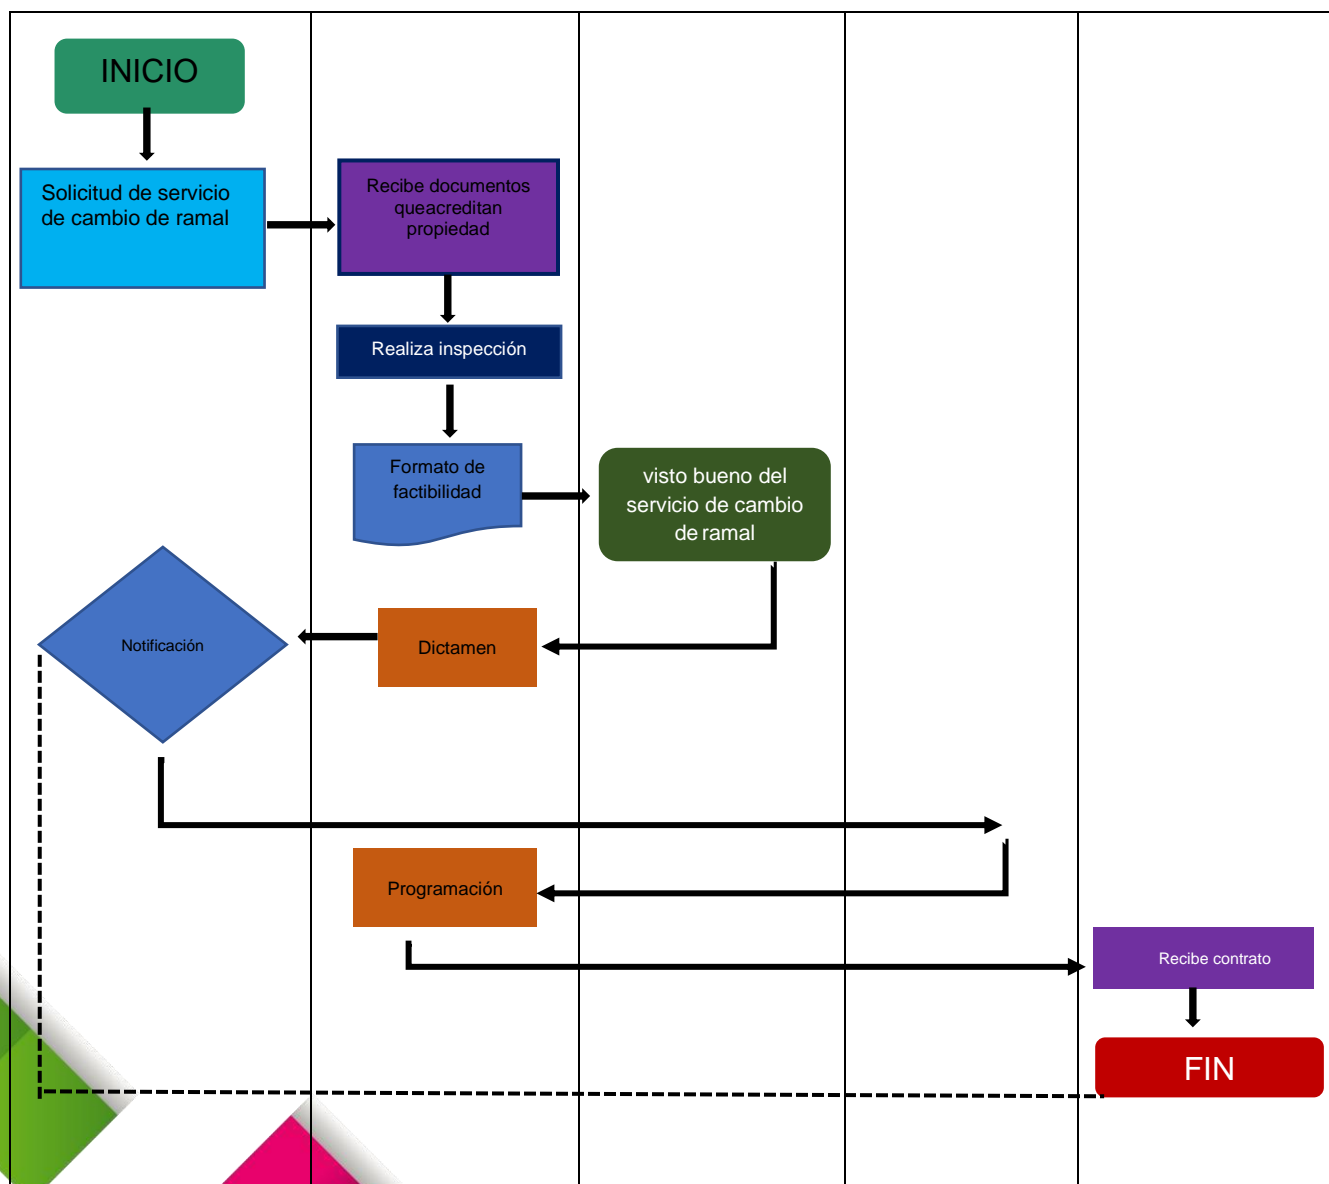 INICIO
Solicitud de servicio
de cambio de ramal
Recibe documentos
queacreditan
propiedad
Realiza inspección
Formato de
factibilidad
visto bueno del
servicio de cambio
de ramal
Notificación
Dictamen
Programación
Recibe contrato
FIN